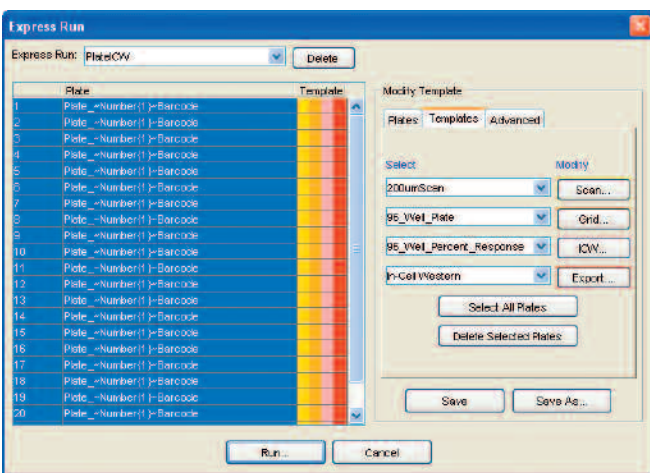 Express Run
Express Run: PlateICW Delete
Plate Template
1 Plate_~Number{1}~Barcode
2 Plate_~Number{1}~Barcode
3 Plate_~Number{1}~Barcode
4 Plate_~Number{1}~Barcode
5 Plate_~Number{1}~Barcode
6 Plate_~Number{1}~Barcode
7 Plate_~Number{1}~Barcode
8 Plate_~Number{1}~Barcode
9 Plate_~Number{1}~Barcode
10 Plate_~Number{1}~Barcode
11 Plate_~Number{1}~Barcode
12 Plate_~Number{1}~Barcode
13 Plate_~Number{1}~Barcode
14 Plate_~Number{1}~Barcode
15 Plate_~Number{1}~Barcode
16 Plate_~Number{1}~Barcode
17 Plate_~Number{1}~Barcode
18 Plate_~Number{1}~Barcode
19 Plate_~Number{1}~Barcode
20 Plate_~Number{1}~Barcode
Modify Template
Plates Templates Advanced
Select Modify
200umScan Scan...
96_Well_Plate Grid...
96_Well_Percent_Response ICW...
In-Cell Western Export...
Select All Plates
Delete Selected Plates
Save Save As...
Run... Cancel